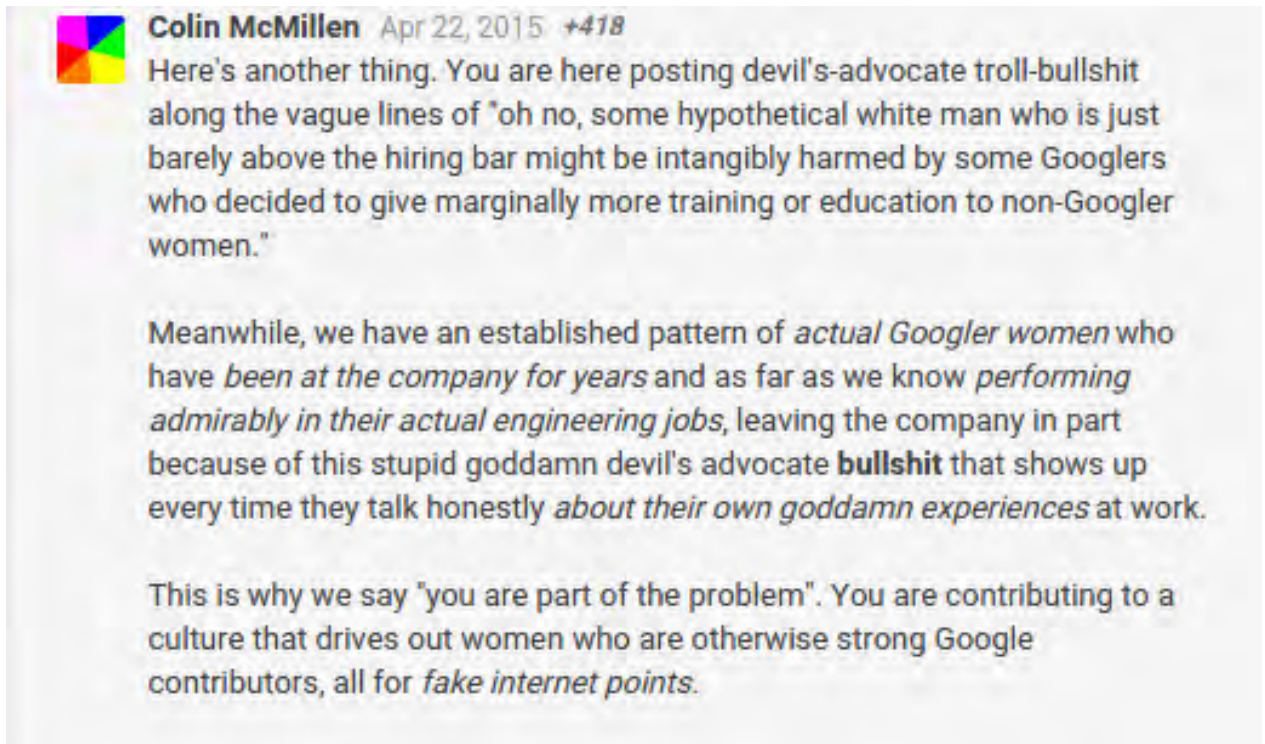 Colin McMillen Apr 22, 2015 +418
Here's another thing. You are here posting devil's-advocate troll-bullshit
along the vague lines of "oh no, some hypothetical white man who is just
barely above the hiring bar might be intangibly harmed by some Googlers
who decided to give marginally more training or education to non-Googler
women."
Meanwhile, we have an established pattern of actual Googler women who
have been at the company for years and as far as we know performing
admirably in their actual engineering jobs, leaving the company in part
because of this stupid goddamn devil's advocate bullshit that shows up
every time they talk honestly about their own goddamn experiences at work.
This is why we say "you are part of the problem". You are contributing to a
culture that drives out women who are otherwise strong Google
contributors, all for fake internet points.